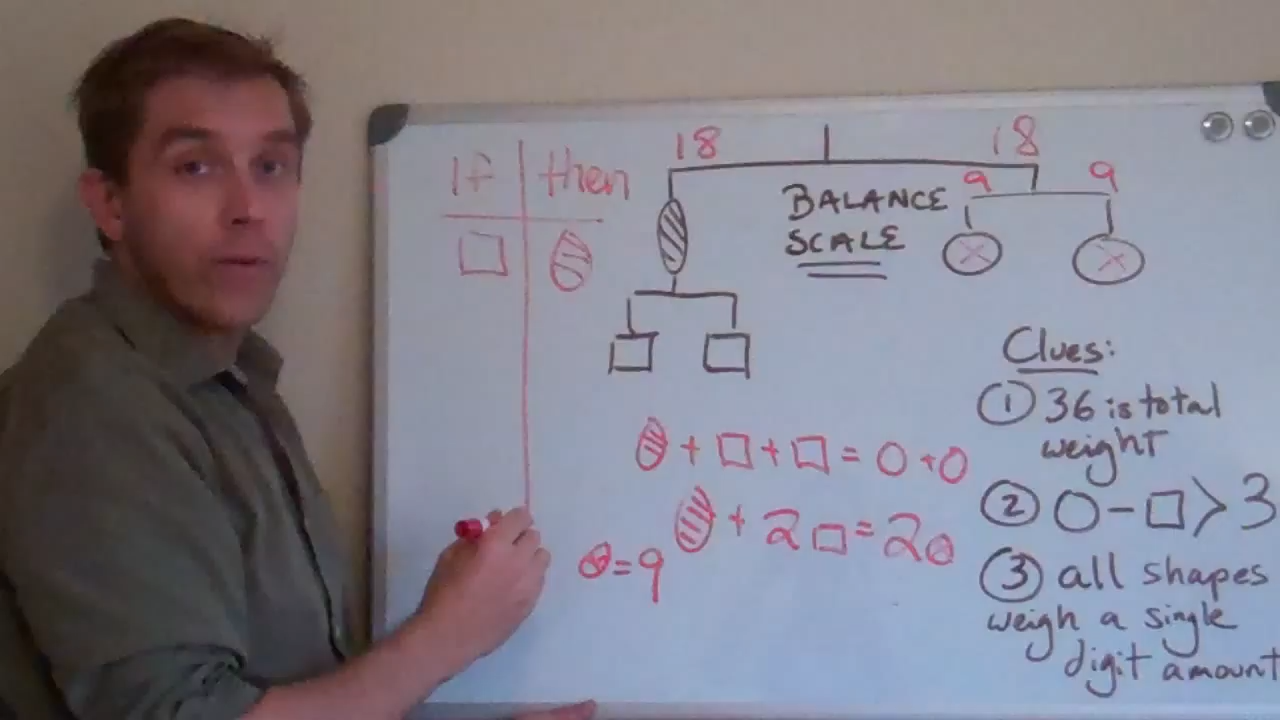 If then
18 18
9 9
BALANCE
SCALE
x x
Clues:
① 36 is total
weight
② ○ - □ > 3
③ all shapes
weigh a single
digit amount
+ □ + □ = ○ + ○
+ 2□ = 2○
= 9